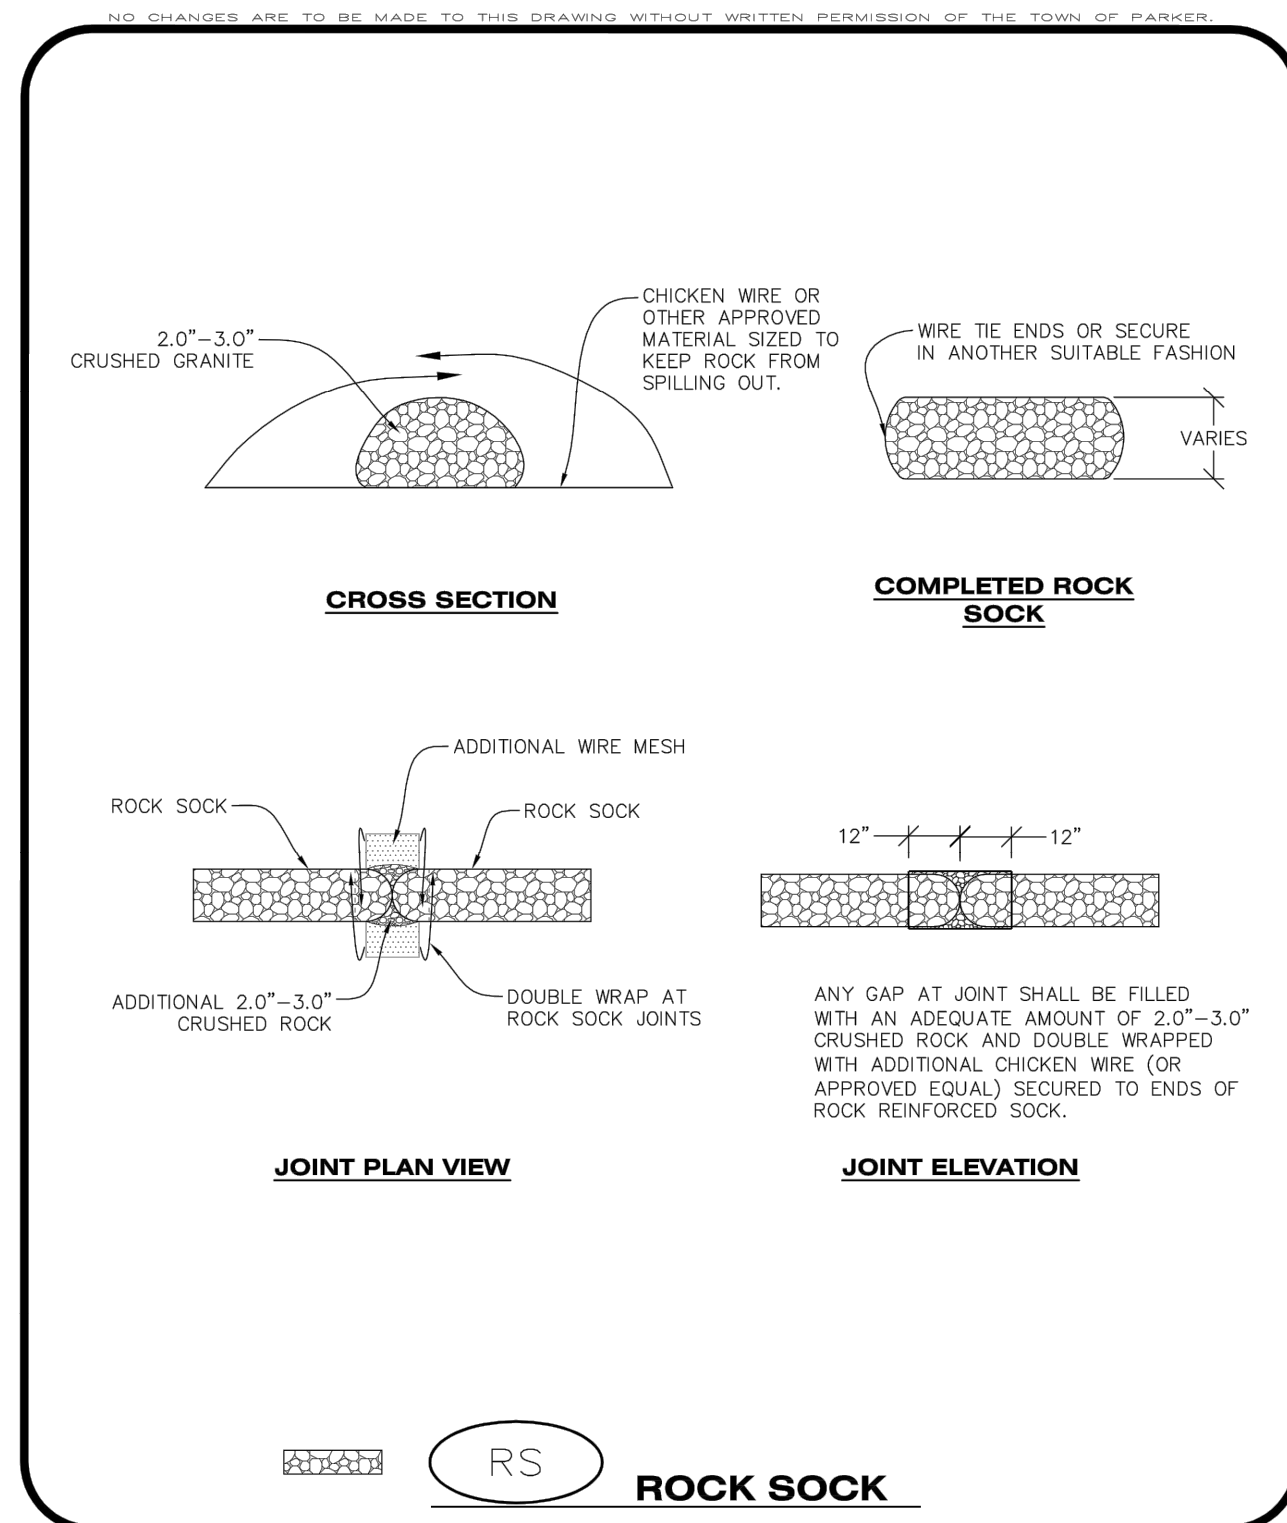 NO CHANGES ARE TO BE MADE TO THIS DRAWING WITHOUT WRITTEN PERMISSION OF THE TOWN OF PARKER.
2.0"–3.0"
CRUSHED GRANITE
CHICKEN WIRE OR
OTHER APPROVED
MATERIAL SIZED TO
KEEP ROCK FROM
SPILLING OUT.
WIRE TIE ENDS OR SECURE
IN ANOTHER SUITABLE FASHION
VARIES
CROSS SECTION
COMPLETED ROCK
SOCK
ADDITIONAL WIRE MESH
ROCK SOCK
ROCK SOCK
ADDITIONAL 2.0"–3.0"
CRUSHED ROCK
DOUBLE WRAP AT
ROCK SOCK JOINTS
12"
12"
ANY GAP AT JOINT SHALL BE FILLED
WITH AN ADEQUATE AMOUNT OF 2.0"–3.0"
CRUSHED ROCK AND DOUBLE WRAPPED
WITH ADDITIONAL CHICKEN WIRE (OR
APPROVED EQUAL) SECURED TO ENDS OF
ROCK REINFORCED SOCK.
JOINT PLAN VIEW
JOINT ELEVATION
RS
ROCK SOCK